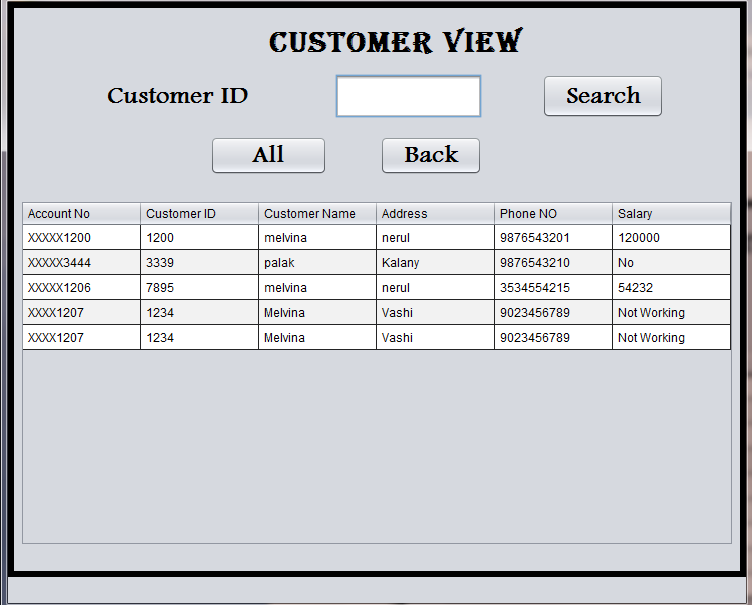 CUSTOMER VIEW
Customer ID Search
All Back
Account No Customer ID Customer Name Address Phone NO Salary
XXXXX1200 1200 melvina nerul 9876543201 120000
XXXXX3444 3339 palak Kalany 9876543210 No
XXXXX1206 7895 melvina nerul 3534554215 54232
XXXX1207 1234 Melvina Vashi 9023456789 Not Working
XXXX1207 1234 Melvina Vashi 9023456789 Not Working